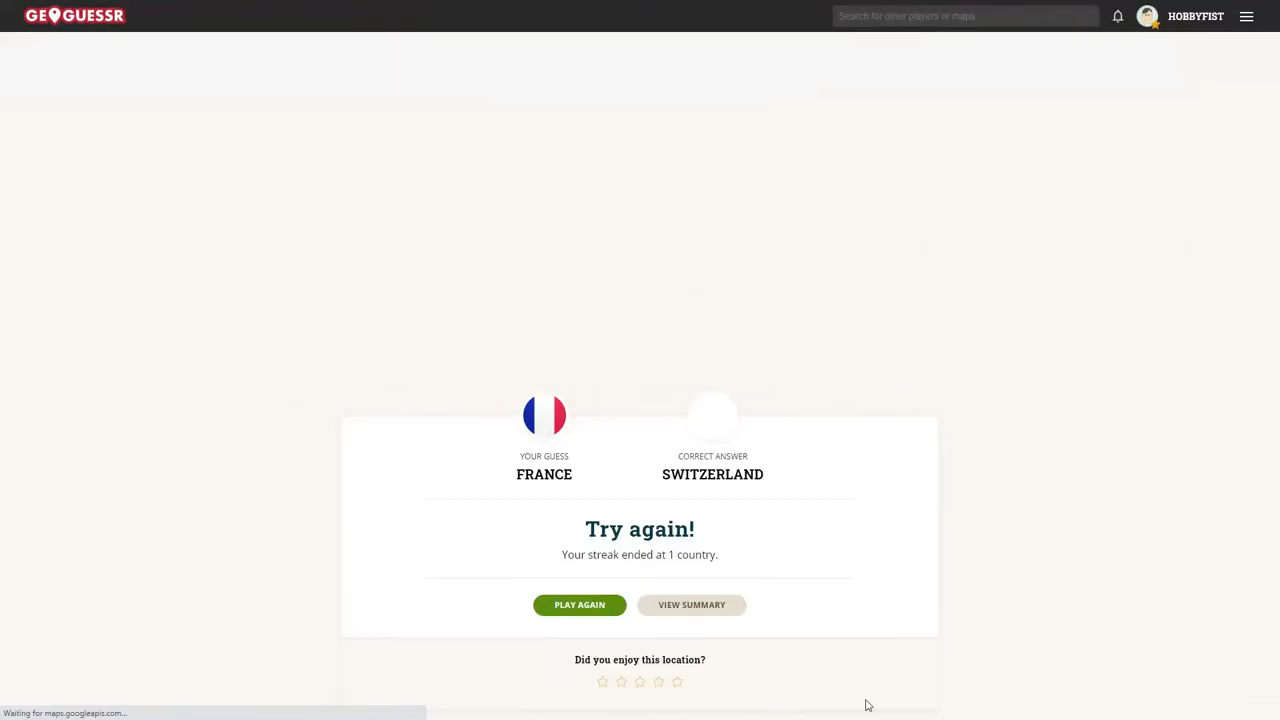 GEOGUESSR
Search for other players or maps
HOBBYFIST
YOUR GUESS
FRANCE
CORRECT ANSWER
SWITZERLAND
Try again!
Your streak ended at 1 country.
PLAY AGAIN
VIEW SUMMARY
Did you enjoy this location?
Waiting for maps.googleapis.com...